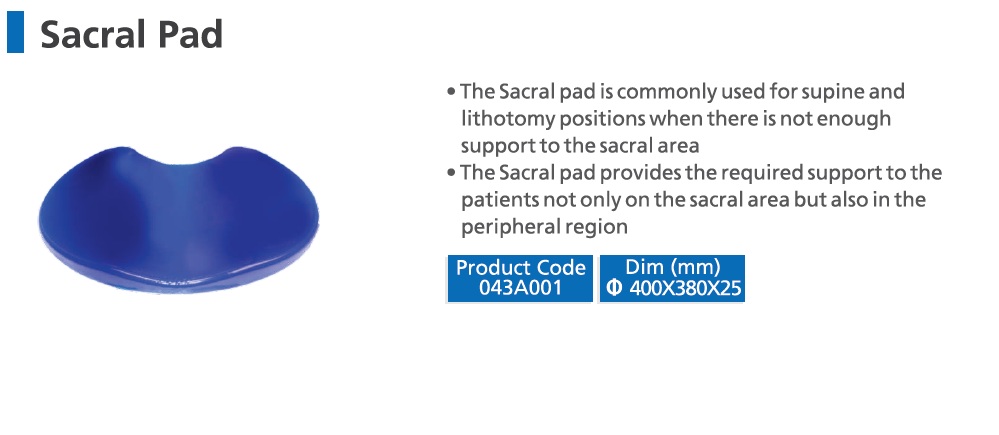 Sacral Pad
• The Sacral pad is commonly used for supine and
lithotomy positions when there is not enough
support to the sacral area
• The Sacral pad provides the required support to the
patients not only on the sacral area but also in the
peripheral region
Product Code
043A001
Dim (mm)
Φ 400X380X25